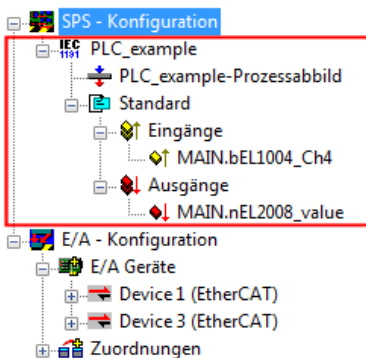 SPS - Konfiguration
IEC 1131 PLC_example
PLC_example-Prozessabbild
Standard
Eingänge
MAIN.bEL1004_Ch4
Ausgänge
MAIN.nEL2008_value
E/A - Konfiguration
E/A Geräte
Device 1 (EtherCAT)
Device 3 (EtherCAT)
Zuordnungen